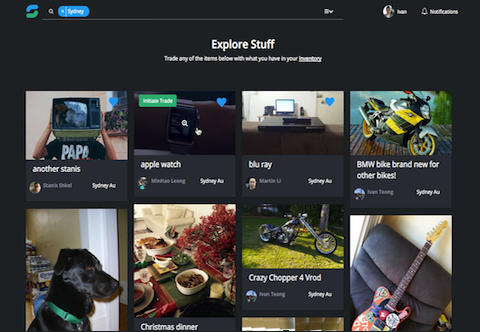 Sydney
Ivan
Notifications
Explore Stuff
Trade any of the items below with what you have in your Inventory
Initiate Trade
PAPA
another stanis
Stanis Shkel
Sydney Au
apple watch
MinHao Leong
Sydney Au
blu ray
Martin Li
Sydney Au
BMW bike brand new for
other bikes!
Ivan Teong
Sydney Au
Crazy Chopper 4 Vrod
Ivan Teong
Sydney Au
Christmas dinner